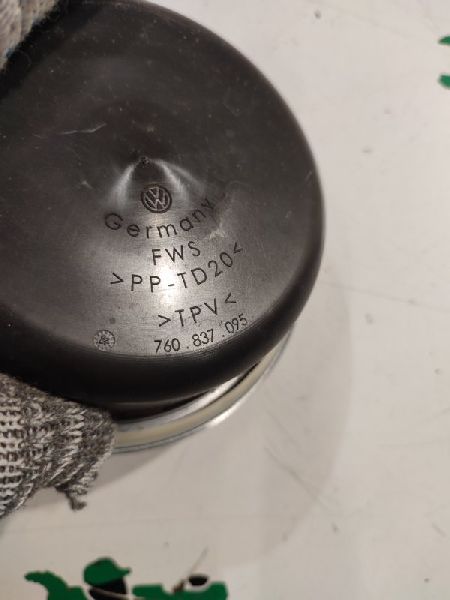 Germany
FWS
>PP-TD20<
>TPV<
760.837.095